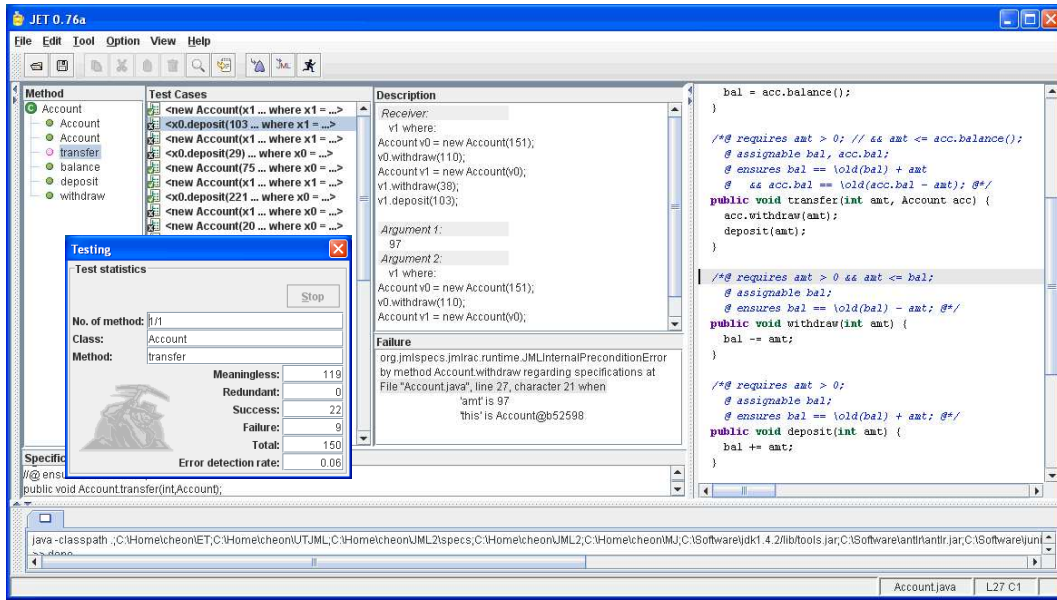 JET 0.76a
File Edit Tool Option View Help
Method
Account
Account
Account
transfer
balance
deposit
withdraw
Test Cases
<new Account(x1 ... where x1 = ...>
<x0.deposit(103 ... where x1 = ...>
<new Account(x1 ... where x1 = ...>
<x0.deposit(29) ... where x0 = ...>
<new Account(75 ... where x0 = ...>
<new Account(x1 ... where x1 = ...>
<x0.deposit(221 ... where x0 = ...>
<new Account(x1 ... where x0 = ...>
<new Account(20 ... where x0 = ...>
Description
Receiver:
v1 where:
Account v0 = new Account(151);
v0.withdraw(110);
Account v1 = new Account(v0);
v1.withdraw(38);
v1.deposit(103);
Argument 1:
97
Argument 2:
v1 where:
Account v0 = new Account(151);
v0.withdraw(110);
Account v1 = new Account(v0);
Failure
org.jmlspecs.jmlrac.runtime.JMLInternalPreconditionError
by method Account.withdraw regarding specifications at
File "Account.java", line 27, character 21 when
'amt' is 97
'this' is Account@b52598
bal = acc.balance();
}
/*@ requires amt > 0; // && amt <= acc.balance();
@ assignable bal, acc.bal;
@ ensures bal == \old(bal) + amt
@ && acc.bal == \old(acc.bal - amt); @*/
public void transfer(int amt, Account acc) {
acc.withdraw(amt);
deposit(amt);
}
/*@ requires amt > 0 && amt <= bal;
@ assignable bal;
@ ensures bal == \old(bal) - amt; @*/
public void withdraw(int amt) {
bal -= amt;
}
/*@ requires amt > 0;
@ assignable bal;
@ ensures bal == \old(bal) + amt; @*/
public void deposit(int amt) {
bal += amt;
}
Testing
Test statistics
Stop
No. of method: 1/1
Class: Account
Method: transfer
Meaningless: 119
Redundant: 0
Success: 22
Failure: 9
Total: 150
Error detection rate: 0.06
Specific
//@ ensu
public void Account.transfer(int,Account);
java -classpath .;C:\Home\cheon\ET;C:\Home\cheon\UTJML;C:\Home\cheon\JML2\specs;C:\Home\cheon\JML2;C:\Home\cheon\MJ;C:\Software\jdk1.4.2\lib\tools.jar;C:\Software\antlr\antlr.jar;C:\Software\juni
>> done
Account.java L27 C1